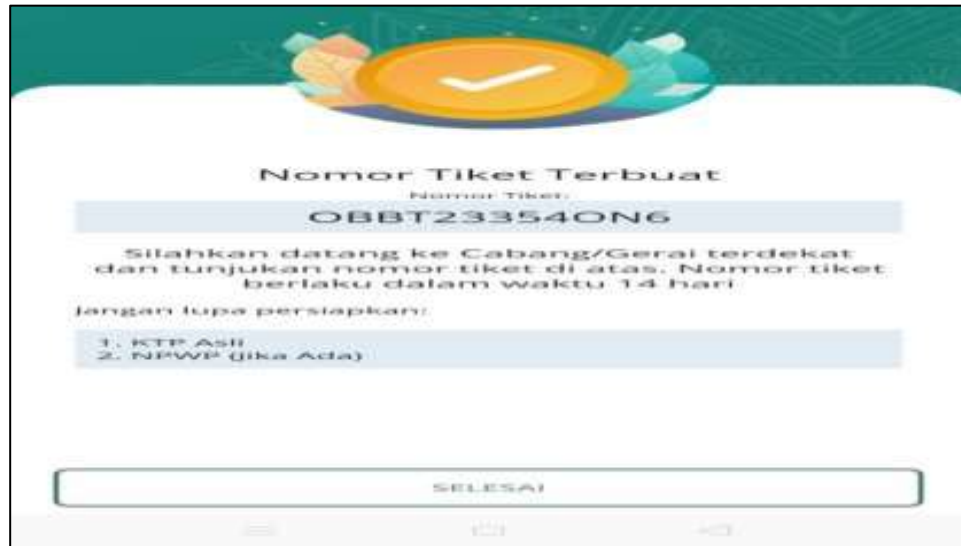 Nomor Tiket Terbuat
Nomor Tiket:
OBBT23354ON6
Silahkan datang ke Cabang/Gerai terdekat
dan tunjukan nomor tiket di atas. Nomor tiket
berlaku dalam waktu 14 hari
Jangan lupa persiapkan:
1. KTP Asli
2. NPWP (Jika Ada)
SELESAI